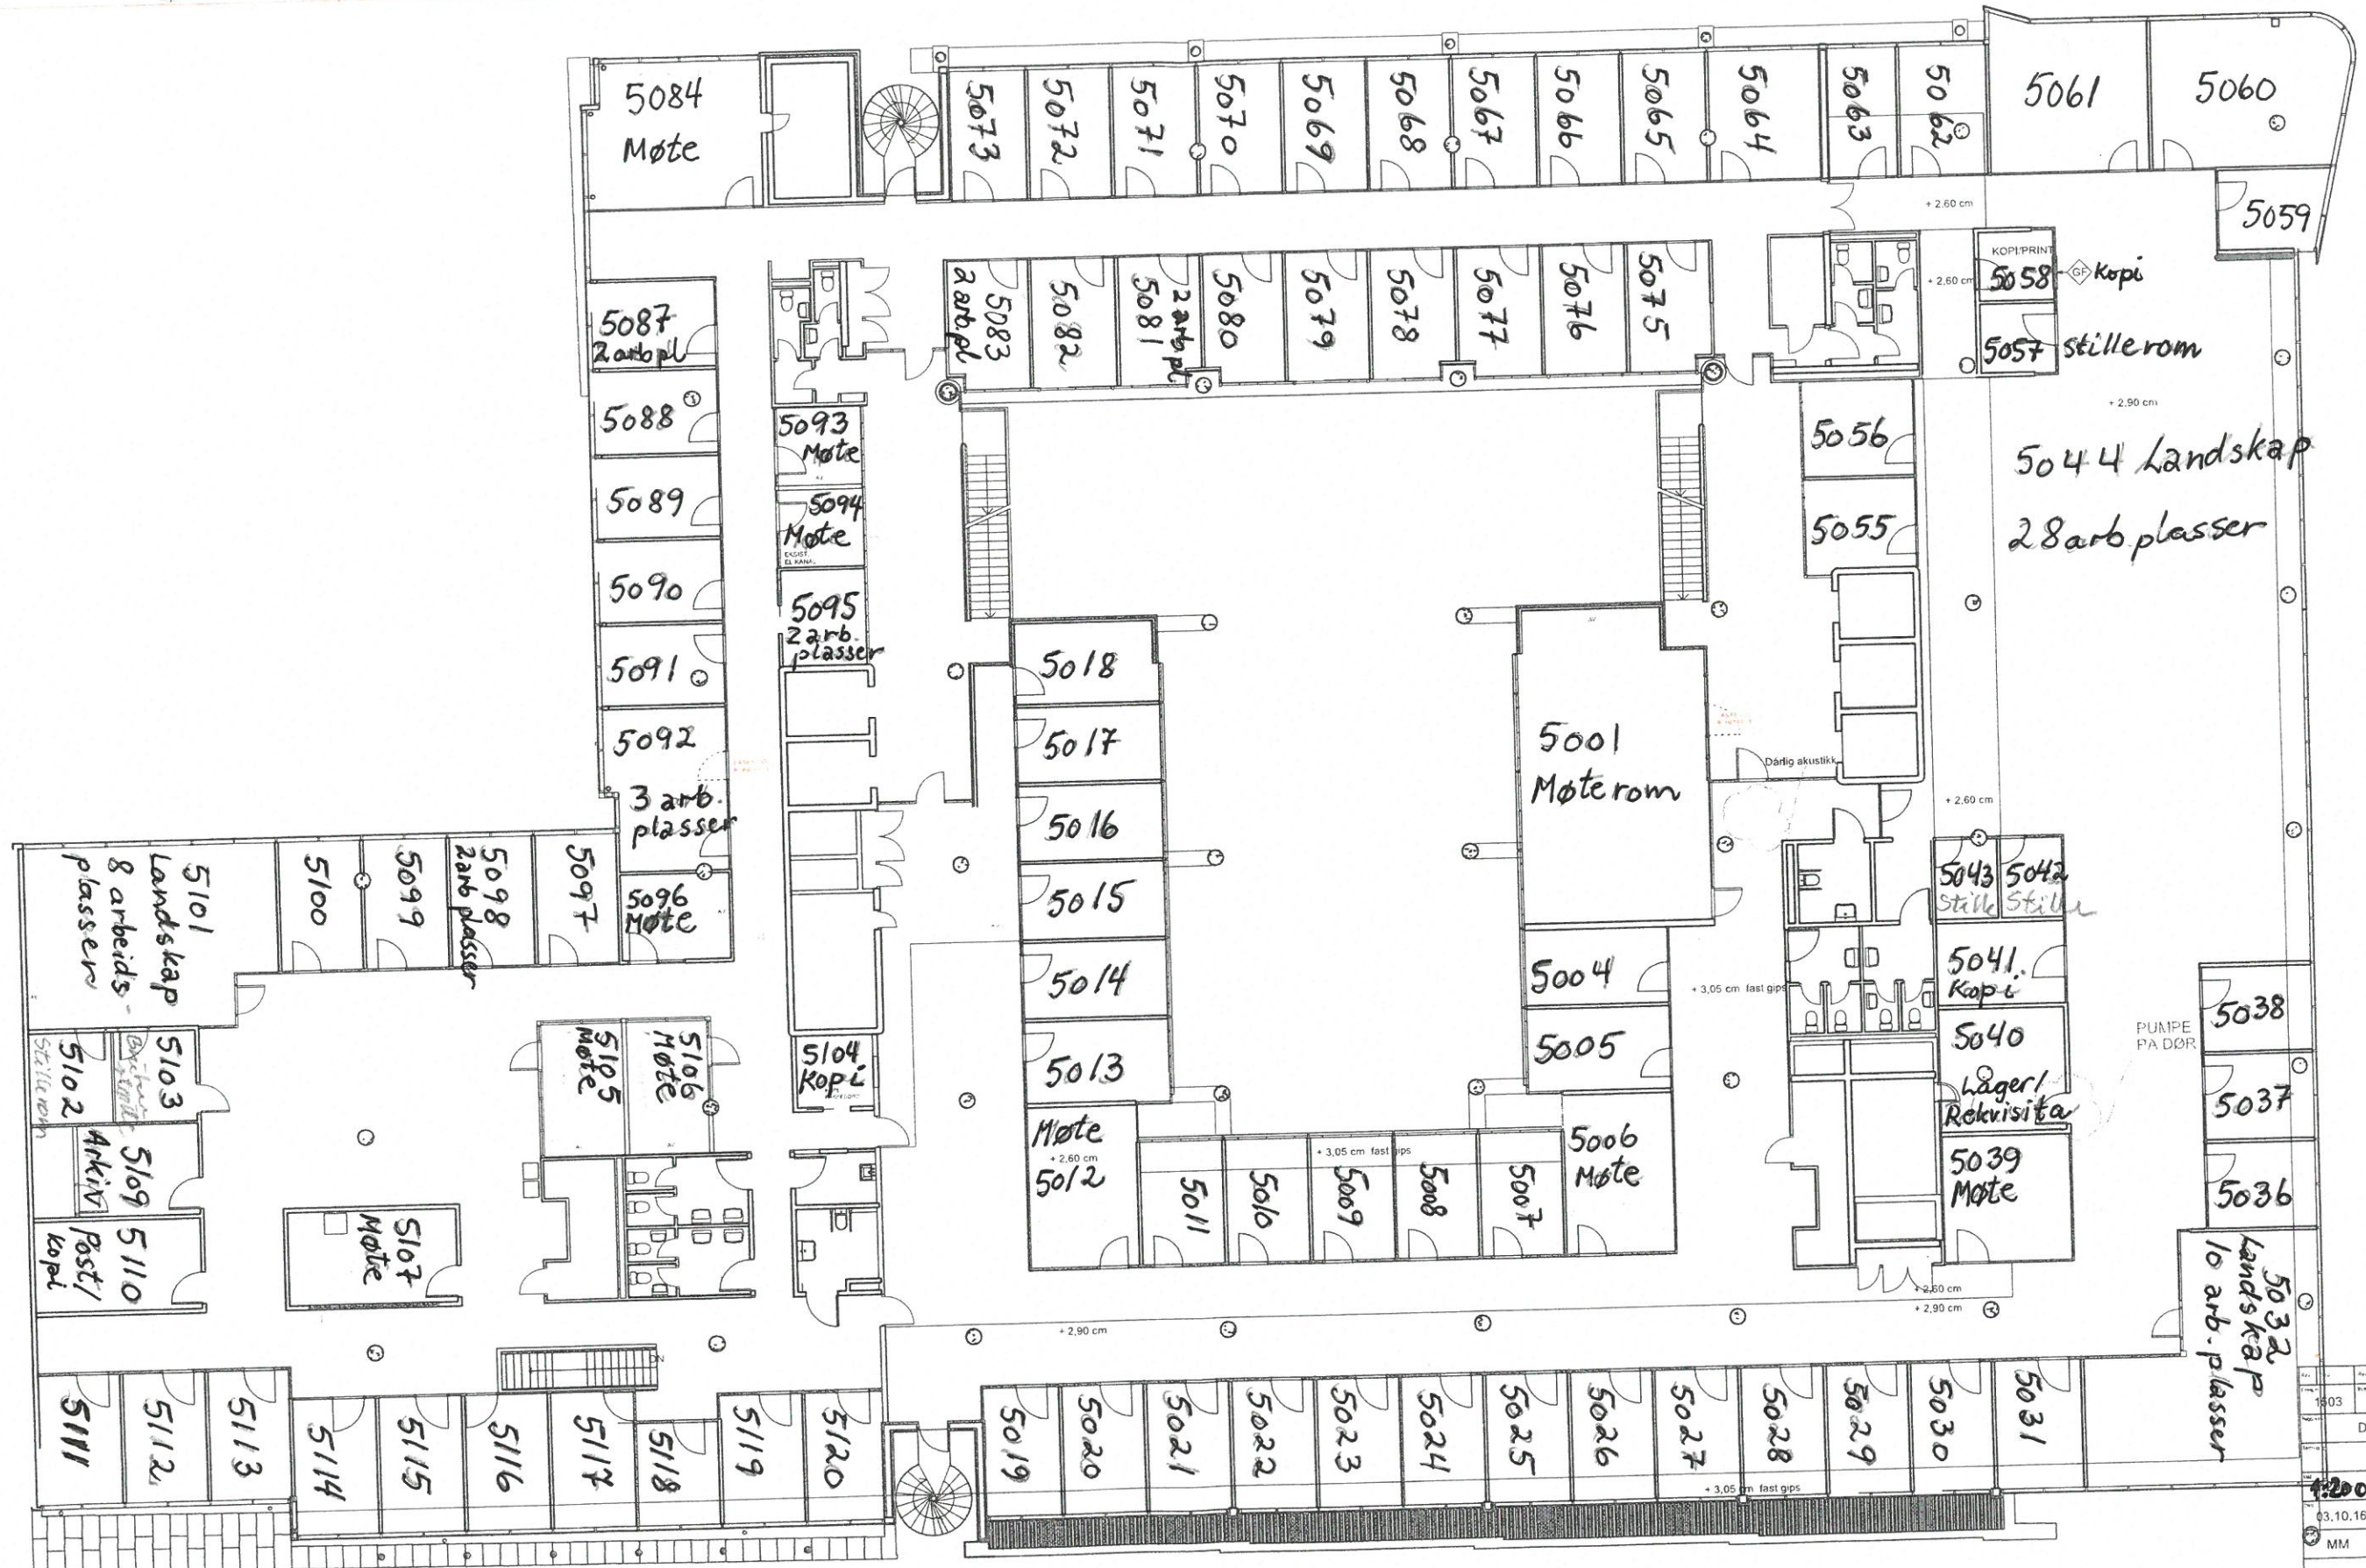 5084
Møte
5073
5072
5071
5070
5069
5068
5067
5066
5065
5064
5063
5062
5061
5060
5059
+ 2.60 cm
KOPI/PRINT
5058
GF
Kopi
+ 2,60 cm
5057
stillerom
+ 2.90 cm
5044 Landskap
28 arb plasser
5083
2 arb.pl
5082
5081
2 arb.pl
5080
5079
5078
5077
5076
5075
5087
2 arb pl
5088
5089
5090
5091
5092
3 arb.
plasser
5093
Møte
5094
Møte
EKSIST.
EL KANAL
5095
2 arb.
plasser
5056
5055
5018
5017
5016
5015
5014
5013
Møte
+ 2,60 cm
5012
5001
Møterom
Dårlig akustikk
+ 2,60 cm
5004
5005
5006
Møte
+ 3,05 cm fast gips
5011
5010
5009
5008
5007
+ 3,05 cm fast gips
5043
Stille
5042
Stille
5041
Kopi
5040
Lager/
Rekvisita
5039
Møte
PUMPE
PÅ DØR
5038
5037
5036
5032
Landskap
10 arb.plasser
5101
Landskap
8 arbeids-
plasser
5100
5099
5098
2 arb plasser
5097
5096
Møte
5102
Stillerom
5103
5109
Arkiv
5110
Post/
kopi
5105
Møte
5106
Møte
5104
Kopi
5107
Møte
DN
+ 2,90 cm
+ 2,60 cm
+ 2,90 cm
5111
5112
5113
5114
5115
5116
5117
5118
5119
5120
5019
5020
5021
5022
5023
5024
5025
5026
5027
5028
5029
5030
5031
+ 3,05 m fast gips
1603
D
1:200
03.10.16
MM